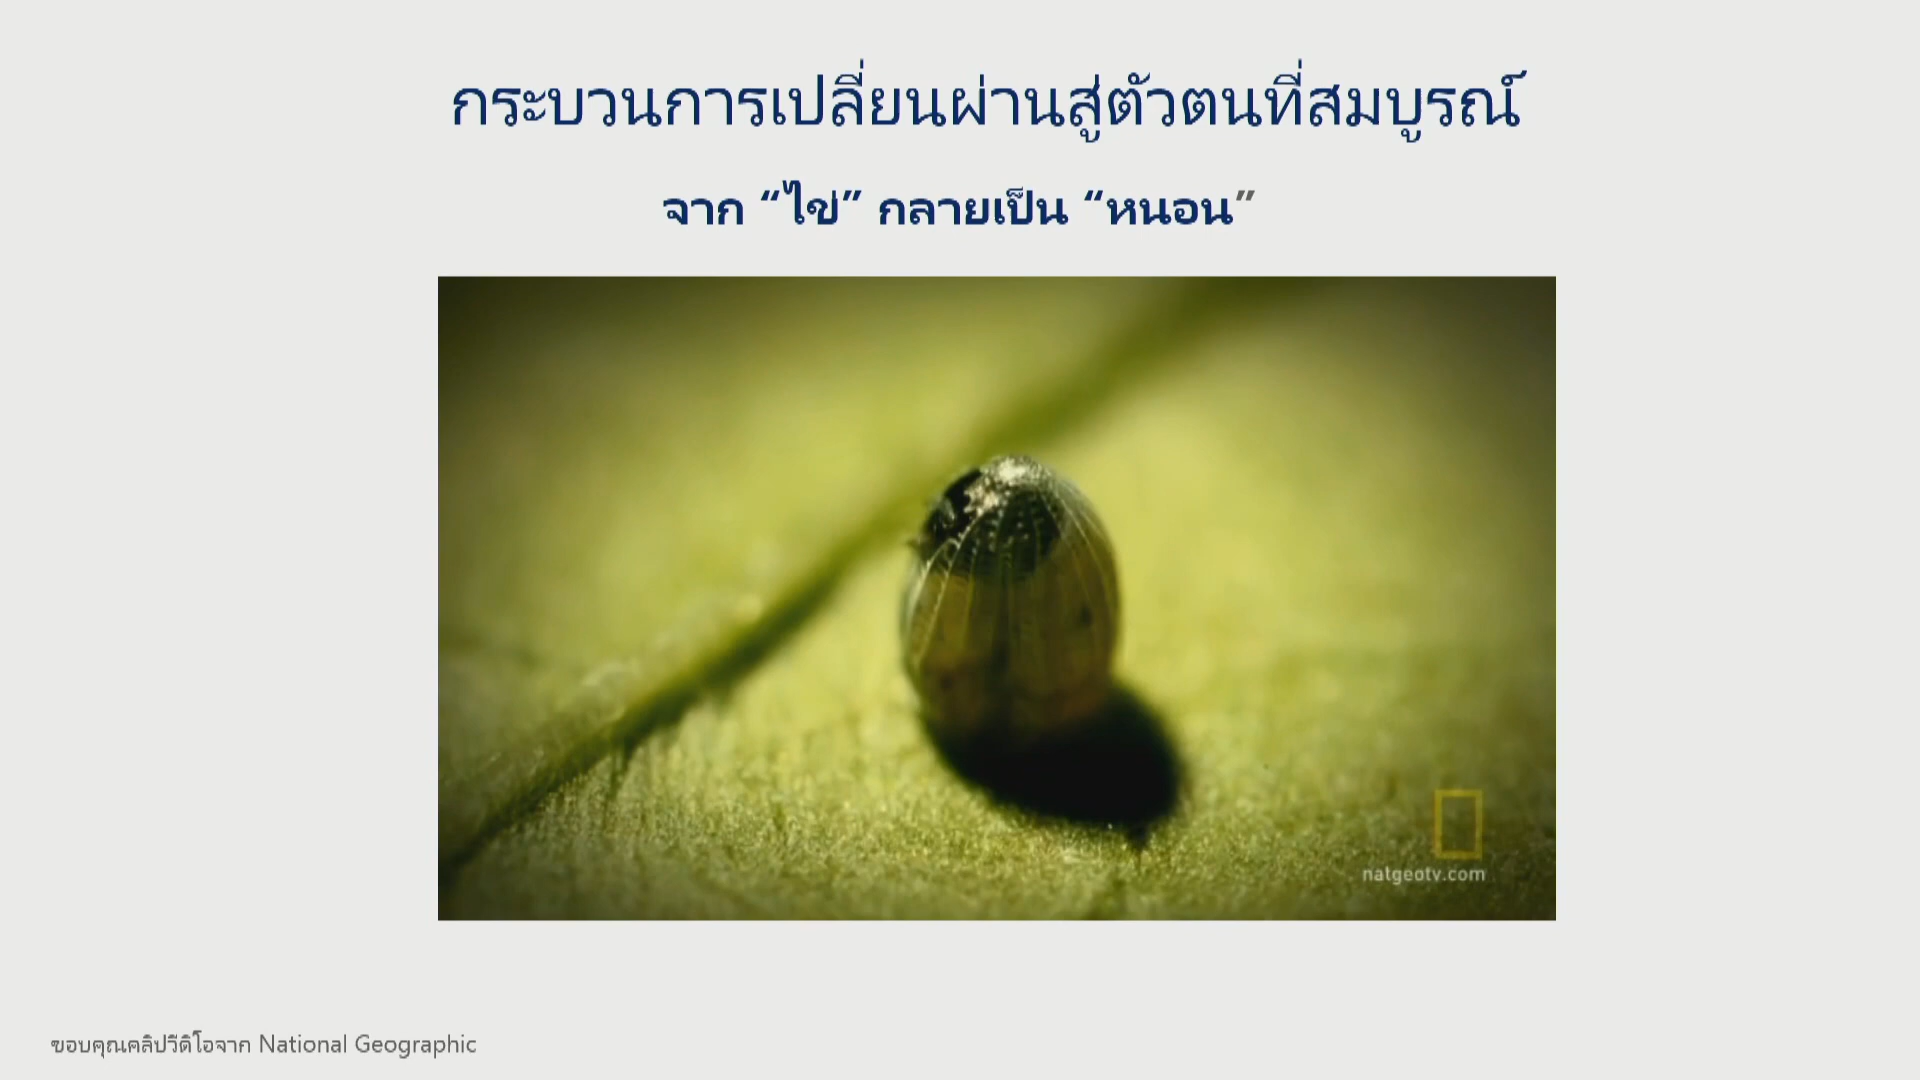 กระบวนการเปลี่ยนผ่านสู่ตัวตนที่สมบูรณ์
จาก “ไข่” กลายเป็น “หนอน”
natgeotv.com
ขอบคุณคลิปวีดิโอจาก National Geographic